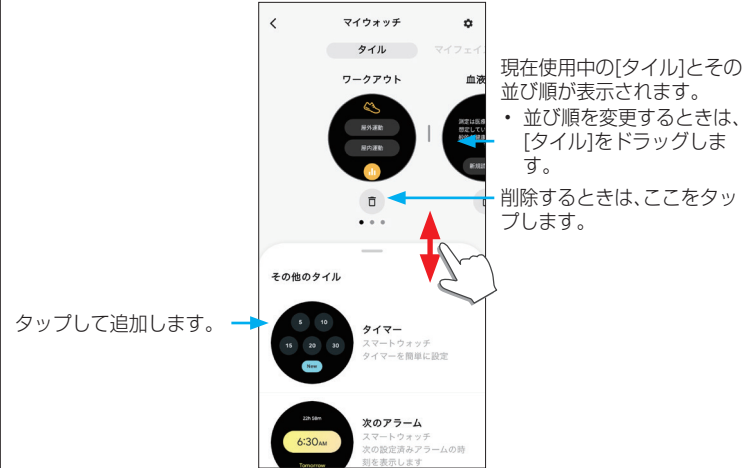 マイウォッチ
タイル
マイフェイ
ワークアウト
血液
屋外運動
屋内運動
測定は医療
新規測
現在使用中の[タイル]とその
並び順が表示されます。
• 並び順を変更するときは、
[タイル]をドラッグしま
す。
削除するときは、ここをタッ
プします。
その他のタイル
タップして追加します。
5 10
15 20 30
New
タイマー
スマートウォッチ
タイマーを簡単に設定
22h 58m
6:30AM
Tomorrow
次のアラーム
スマートウォッチ
次の設定済みアラームの時
刻を表示します